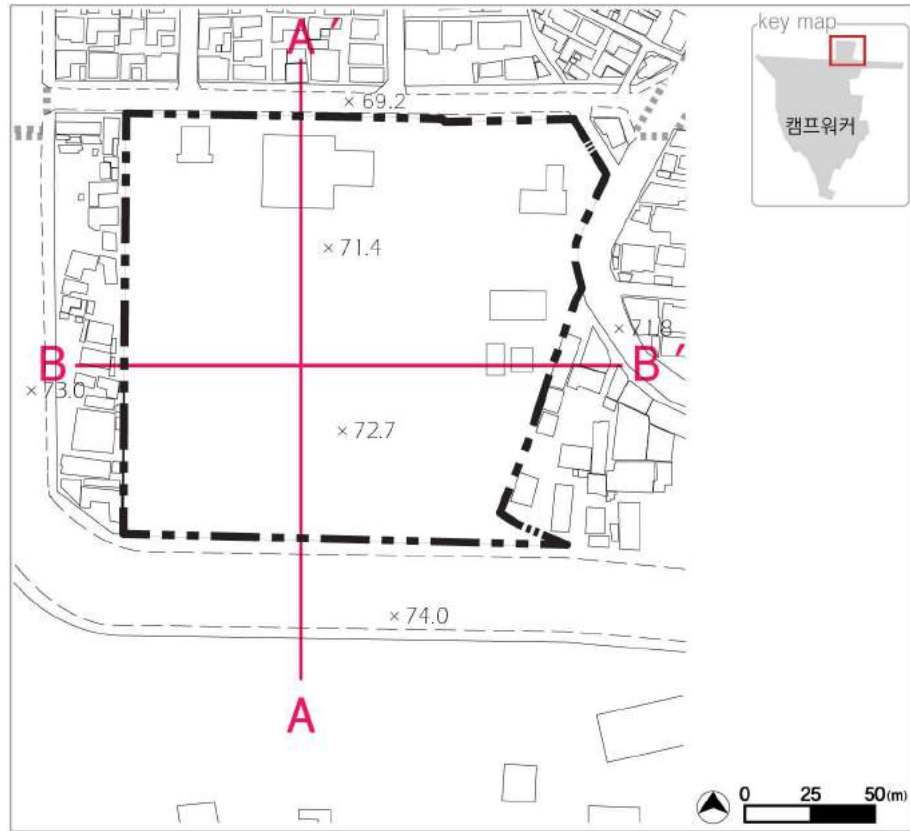 A′
key map
× 69.2
캠프워커
× 71.4
× 71.8
B
B′
× 73.0
× 72.7
× 74.0
A
0 25 50(m)